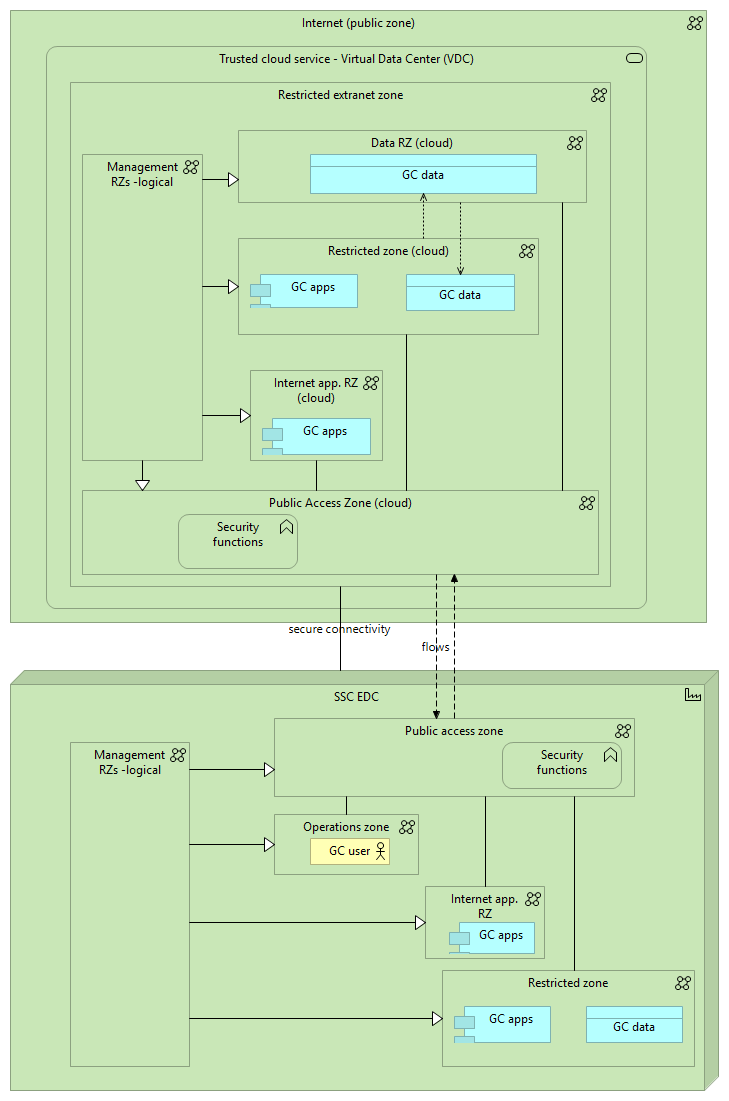 Internet (public zone)
Trusted cloud service - Virtual Data Center (VDC)
Restricted extranet zone
Data RZ (cloud)
GC data
Management
RZs -logical
Restricted zone (cloud)
GC apps
GC data
Internet app. RZ
(cloud)
GC apps
Public Access Zone (cloud)
Security
functions
secure connectivity
flows
SSC EDC
Public access zone
Security
functions
Management
RZs -logical
Operations zone
GC user
Internet app.
RZ
GC apps
Restricted zone
GC apps
GC data